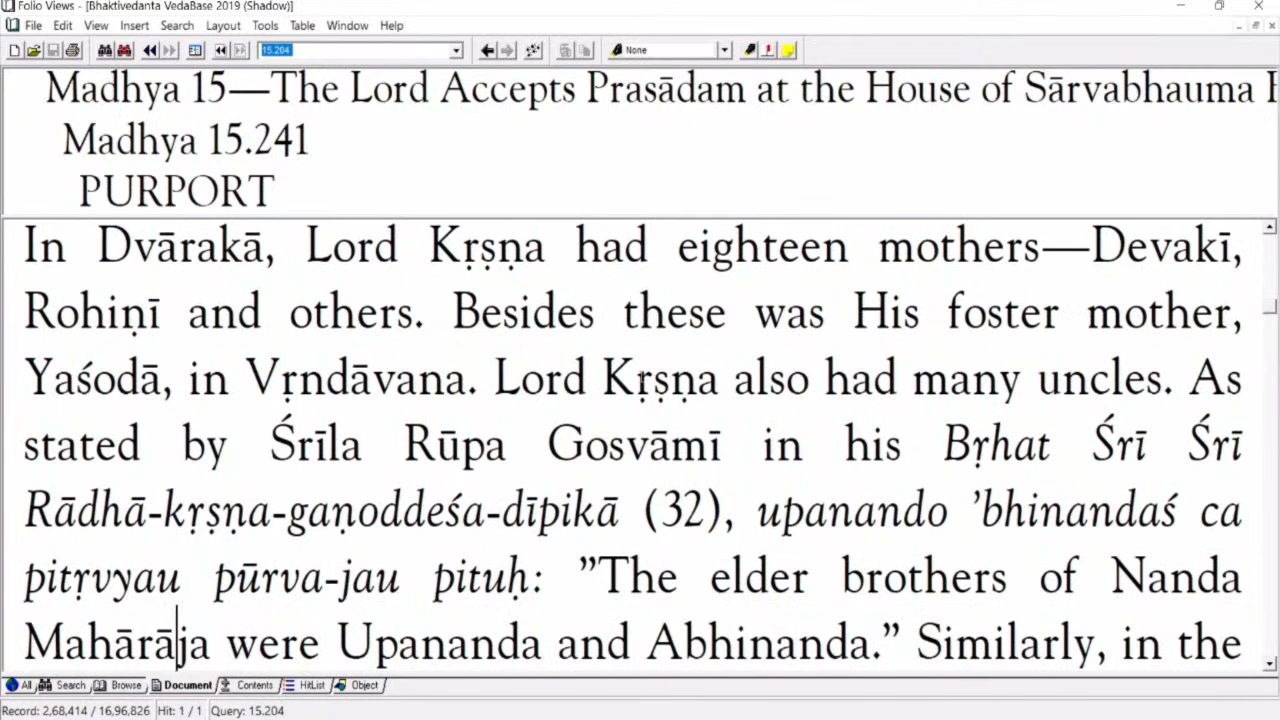 Folio Views - [Bhaktivedanta VedaBase 2019 (Shadow)]
File Edit View Insert Search Layout Tools Table Window Help
15.204 None
Madhya 15—The Lord Accepts Prasādam at the House of Sārvabhauma
Madhya 15.241
PURPORT
In Dvārakā, Lord Kṛṣṇa had eighteen mothers—Devakī,
Rohiṇī and others. Besides these was His foster mother,
Yaśodā, in Vṛndāvana. Lord Kṛṣṇa also had many uncles. As
stated by Śrīla Rūpa Gosvāmī in his Bṛhat Śrī Śrī
Rādhā-kṛṣṇa-gaṇoddeśa-dīpikā (32), upanando ’bhinandaś ca
pitṛvyau pūrva-jau pituḥ: ”The elder brothers of Nanda
Mahārāja were Upananda and Abhinanda.” Similarly, in the
All Search Browse Document Contents HitList Object
Record: 2,68,414 / 16,96,826 Hit: 1 / 1 Query: 15.204